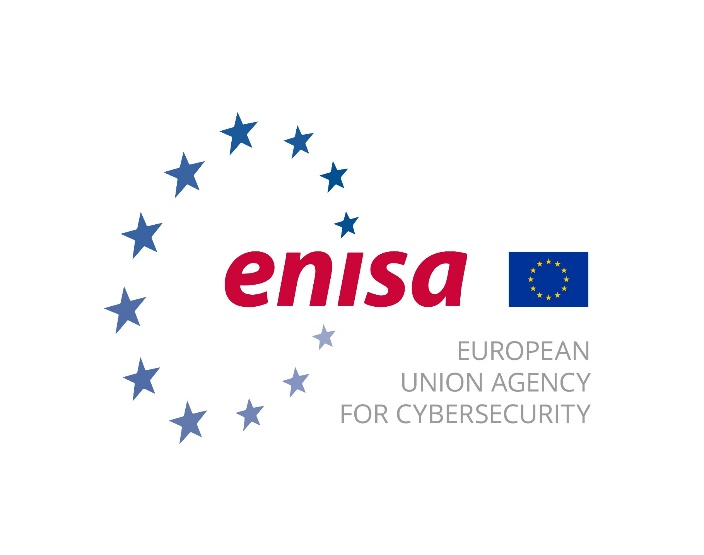 enisa
EUROPEAN
UNION AGENCY
FOR CYBERSECURITY